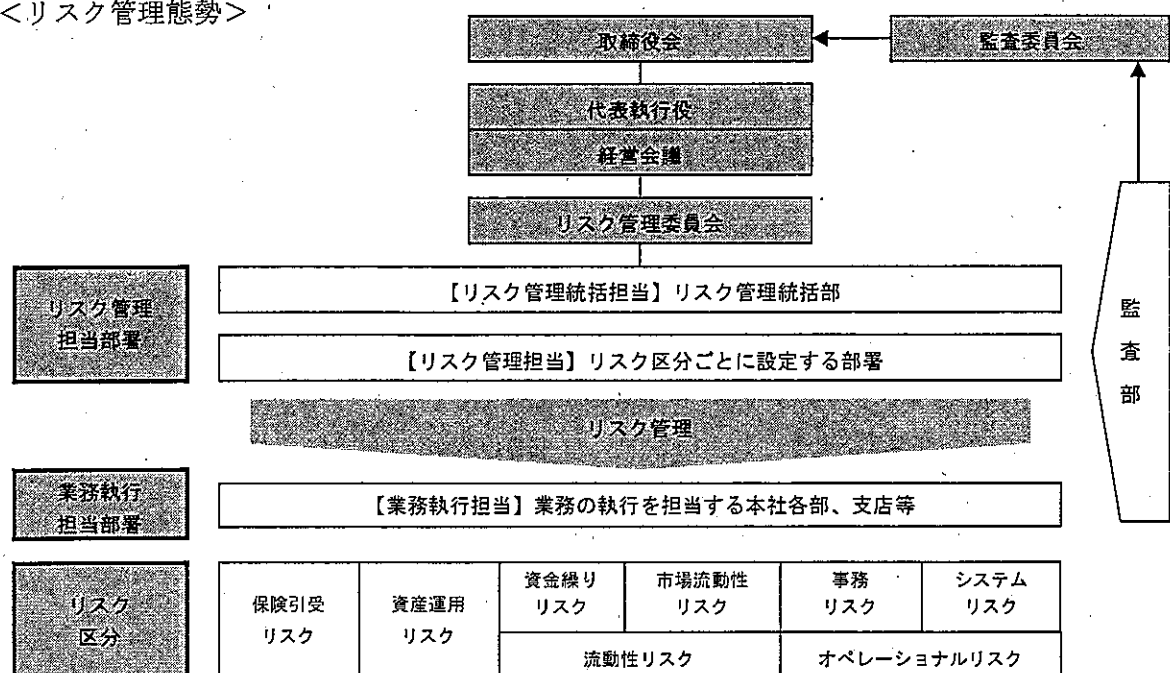 ＜リスク管理態勢＞
取締役会
監査委員会
代表執行役
経営会議
リスク管理委員会
リスク管理
担当部署
【リスク管理統括担当】リスク管理統括部
【リスク管理担当】リスク区分ごとに設定する部署
監
査
部
リスク管理
業務執行
担当部署
【業務執行担当】業務の執行を担当する本社各部、支店等
リスク
区分
保険引受
リスク
資産運用
リスク
資金繰り
リスク
市場流動性
リスク
事務
リスク
システム
リスク
流動性リスク
オペレーショナルリスク